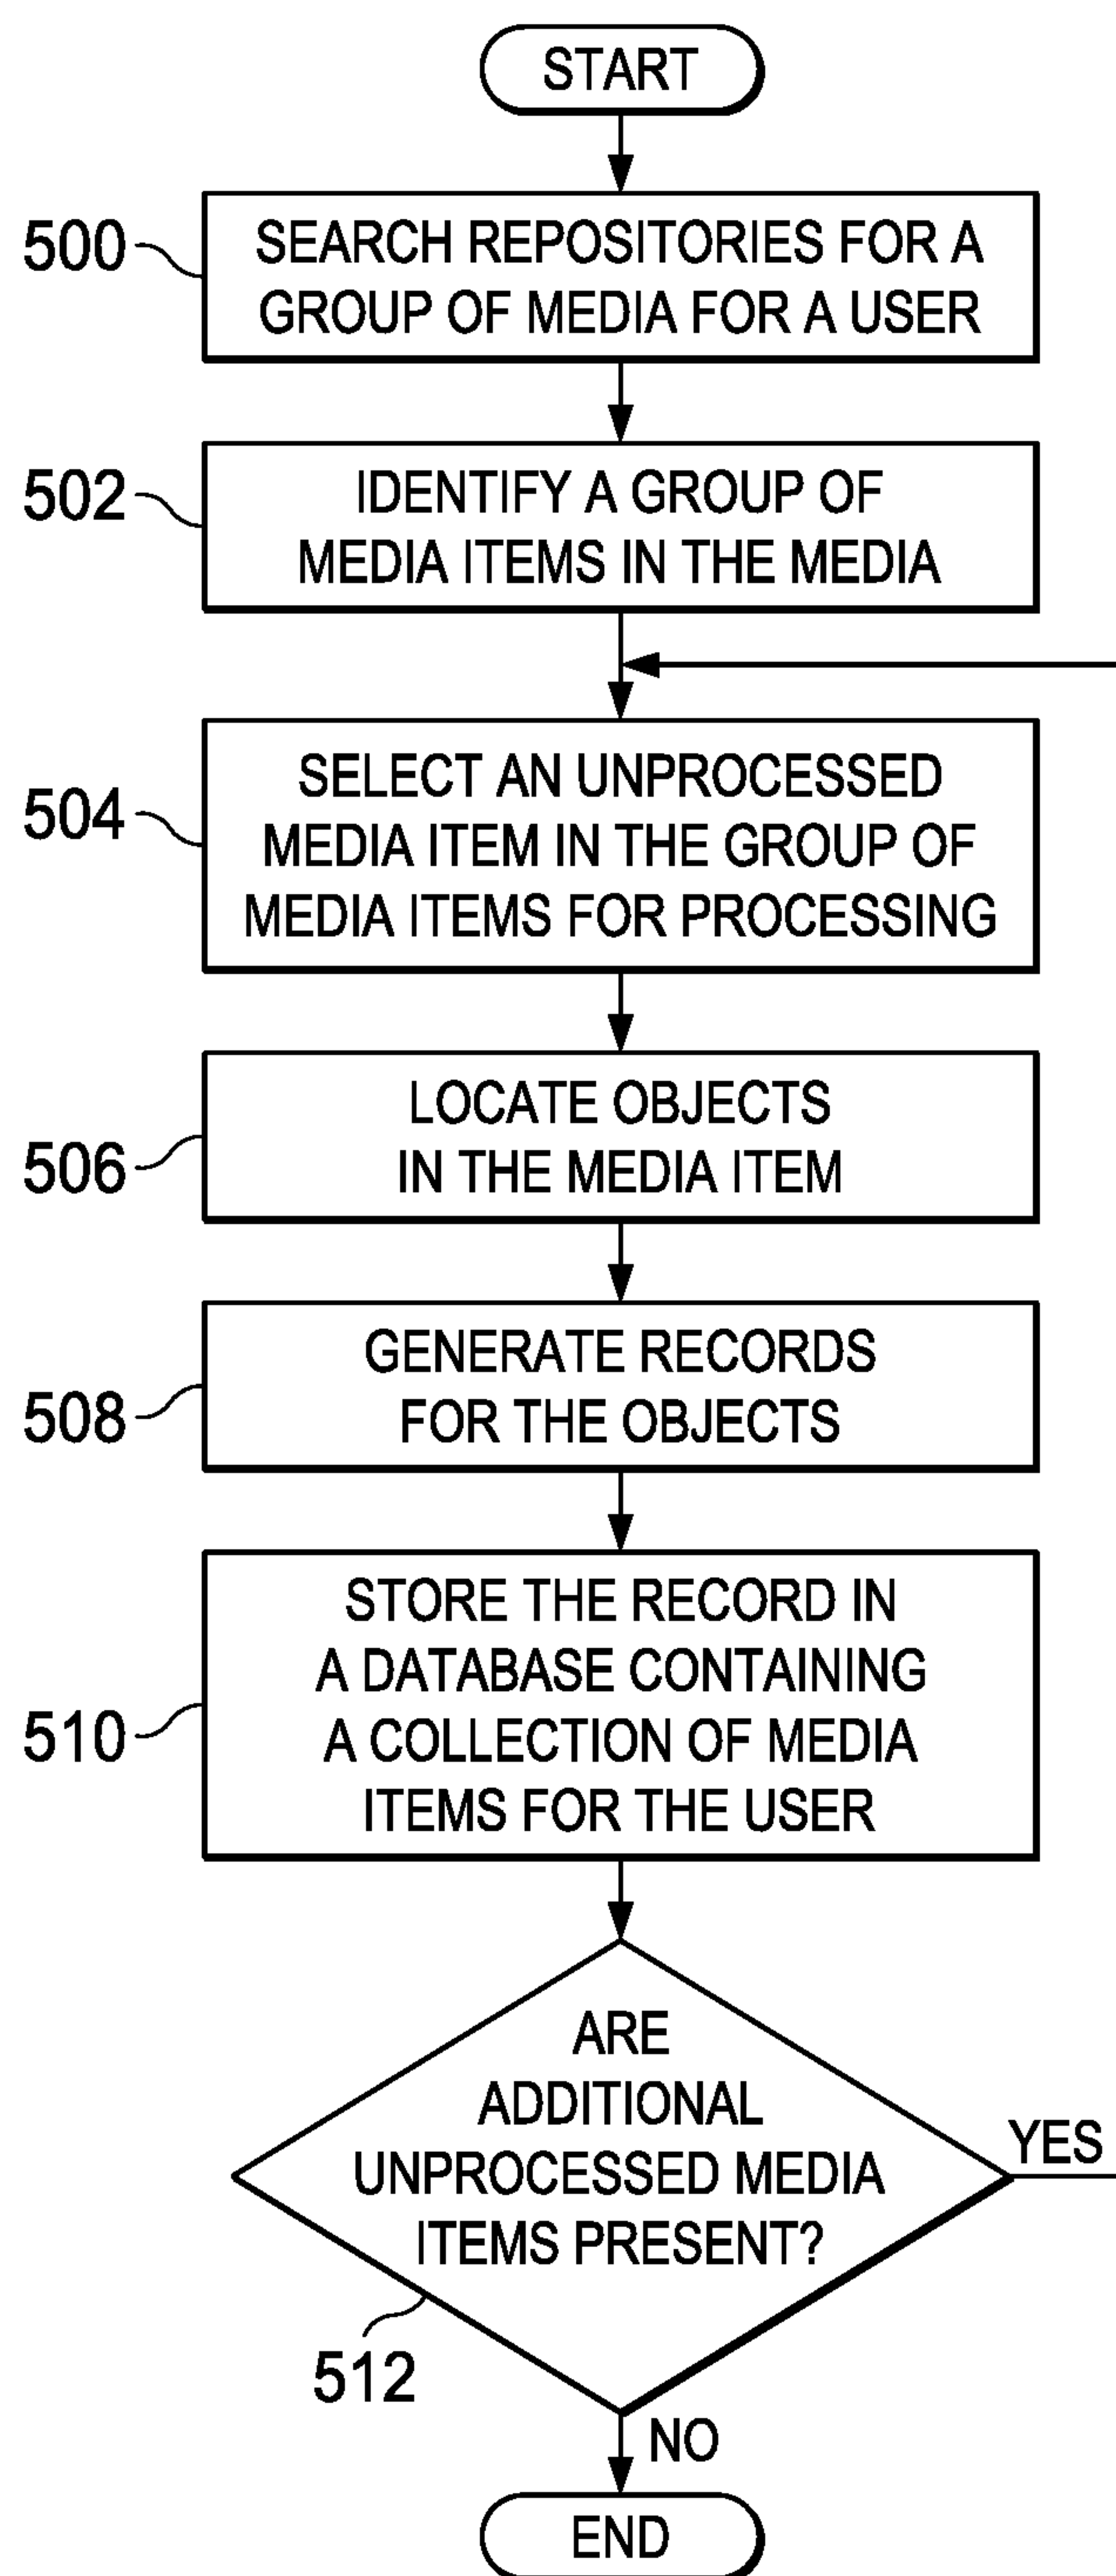 START
500
SEARCH REPOSITORIES FOR A
GROUP OF MEDIA FOR A USER
502
IDENTIFY A GROUP OF
MEDIA ITEMS IN THE MEDIA
504
SELECT AN UNPROCESSED
MEDIA ITEM IN THE GROUP OF
MEDIA ITEMS FOR PROCESSING
506
LOCATE OBJECTS
IN THE MEDIA ITEM
508
GENERATE RECORDS
FOR THE OBJECTS
510
STORE THE RECORD IN
A DATABASE CONTAINING
A COLLECTION OF MEDIA
ITEMS FOR THE USER
ARE
ADDITIONAL
UNPROCESSED MEDIA
ITEMS PRESENT?
YES
512
NO
END